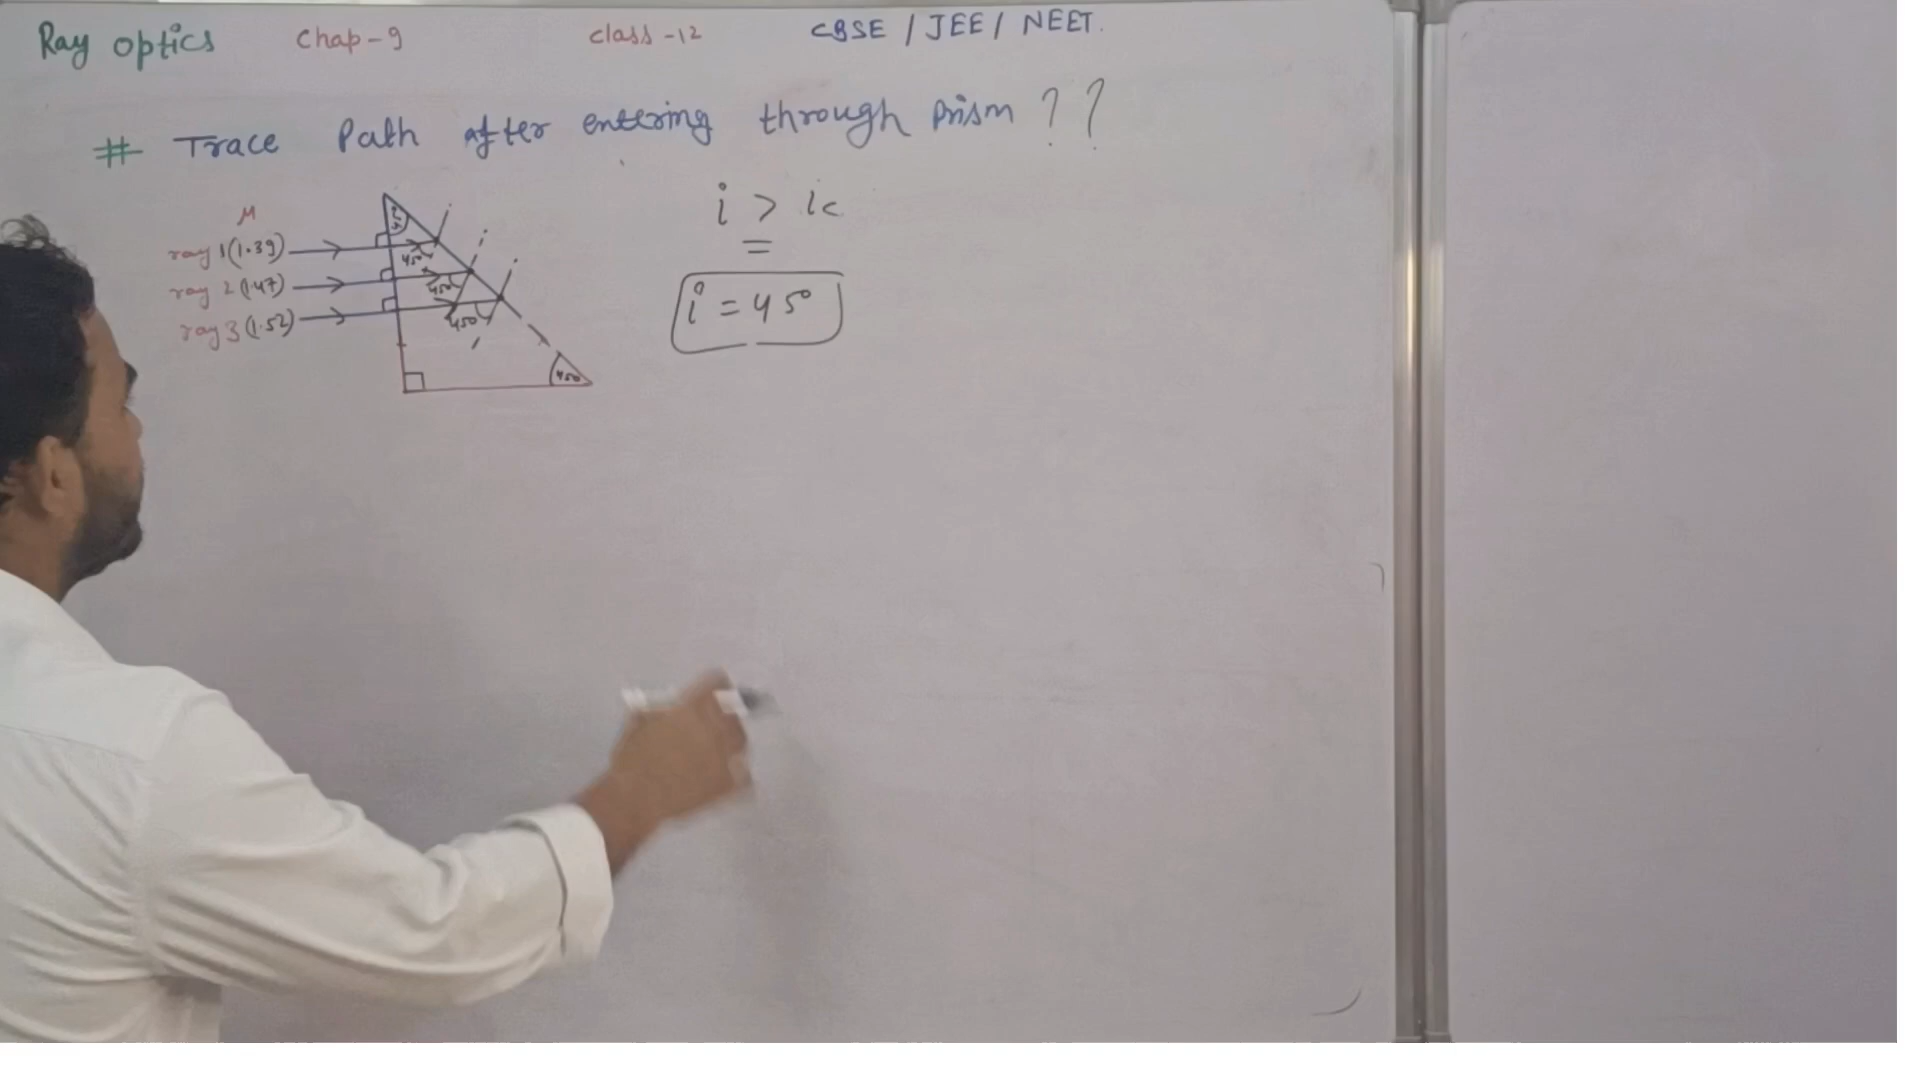 Ray optics Chap-9 class-12 CBSE / JEE / NEET.
# Trace Path after entering through Prism ??
μ
ray 1 (1.39)
ray 2 (1.47)
ray 3 (1.52)
45°
45°
45°
45°
45°
i > ic
i = 45°